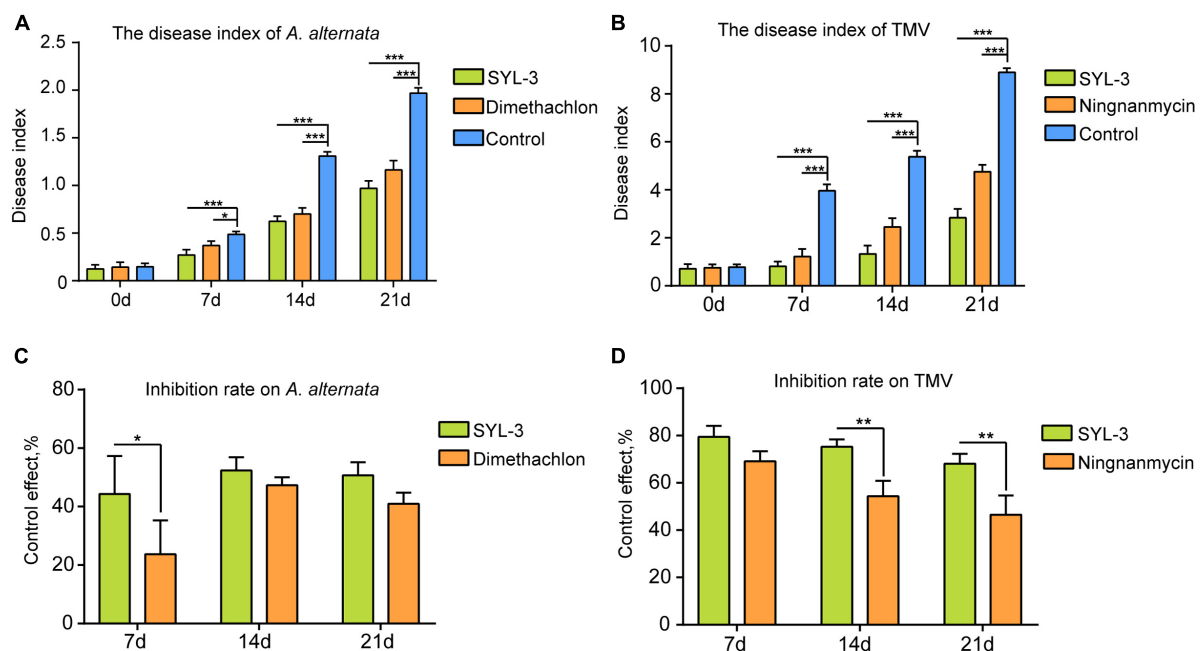 A
The disease index of A. alternata
Disease index
2.5
2.0
1.5
1.0
0.5
0
0d
7d
14d
21d
***
*
***
***
***
***
SYL-3
Dimethachlon
Control
B
The disease index of TMV
Disease index
10
8
6
4
2
0
0d
7d
14d
21d
***
***
***
***
***
***
SYL-3
Ningnanmycin
Control
C
Inhibition rate on A. alternata
Control effect,%
80
60
40
20
0
7d
14d
21d
*
SYL-3
Dimethachlon
D
Inhibition rate on TMV
Control effect,%
100
80
60
40
20
0
7d
14d
21d
**
**
SYL-3
Ningnanmycin